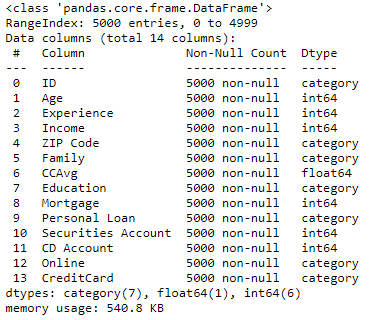 <class 'pandas.core.frame.DataFrame'>
RangeIndex: 5000 entries, 0 to 4999
Data columns (total 14 columns):
 #   Column              Non-Null Count  Dtype
---  ------              --------------  -----
 0   ID                  5000 non-null   category
 1   Age                 5000 non-null   int64
 2   Experience          5000 non-null   int64
 3   Income              5000 non-null   int64
 4   ZIP Code            5000 non-null   category
 5   Family              5000 non-null   category
 6   CCAvg               5000 non-null   float64
 7   Education           5000 non-null   category
 8   Mortgage            5000 non-null   int64
 9   Personal Loan       5000 non-null   category
 10  Securities Account  5000 non-null   int64
 11  CD Account          5000 non-null   int64
 12  Online              5000 non-null   category
 13  CreditCard          5000 non-null   category
dtypes: category(7), float64(1), int64(6)
memory usage: 540.8 KB